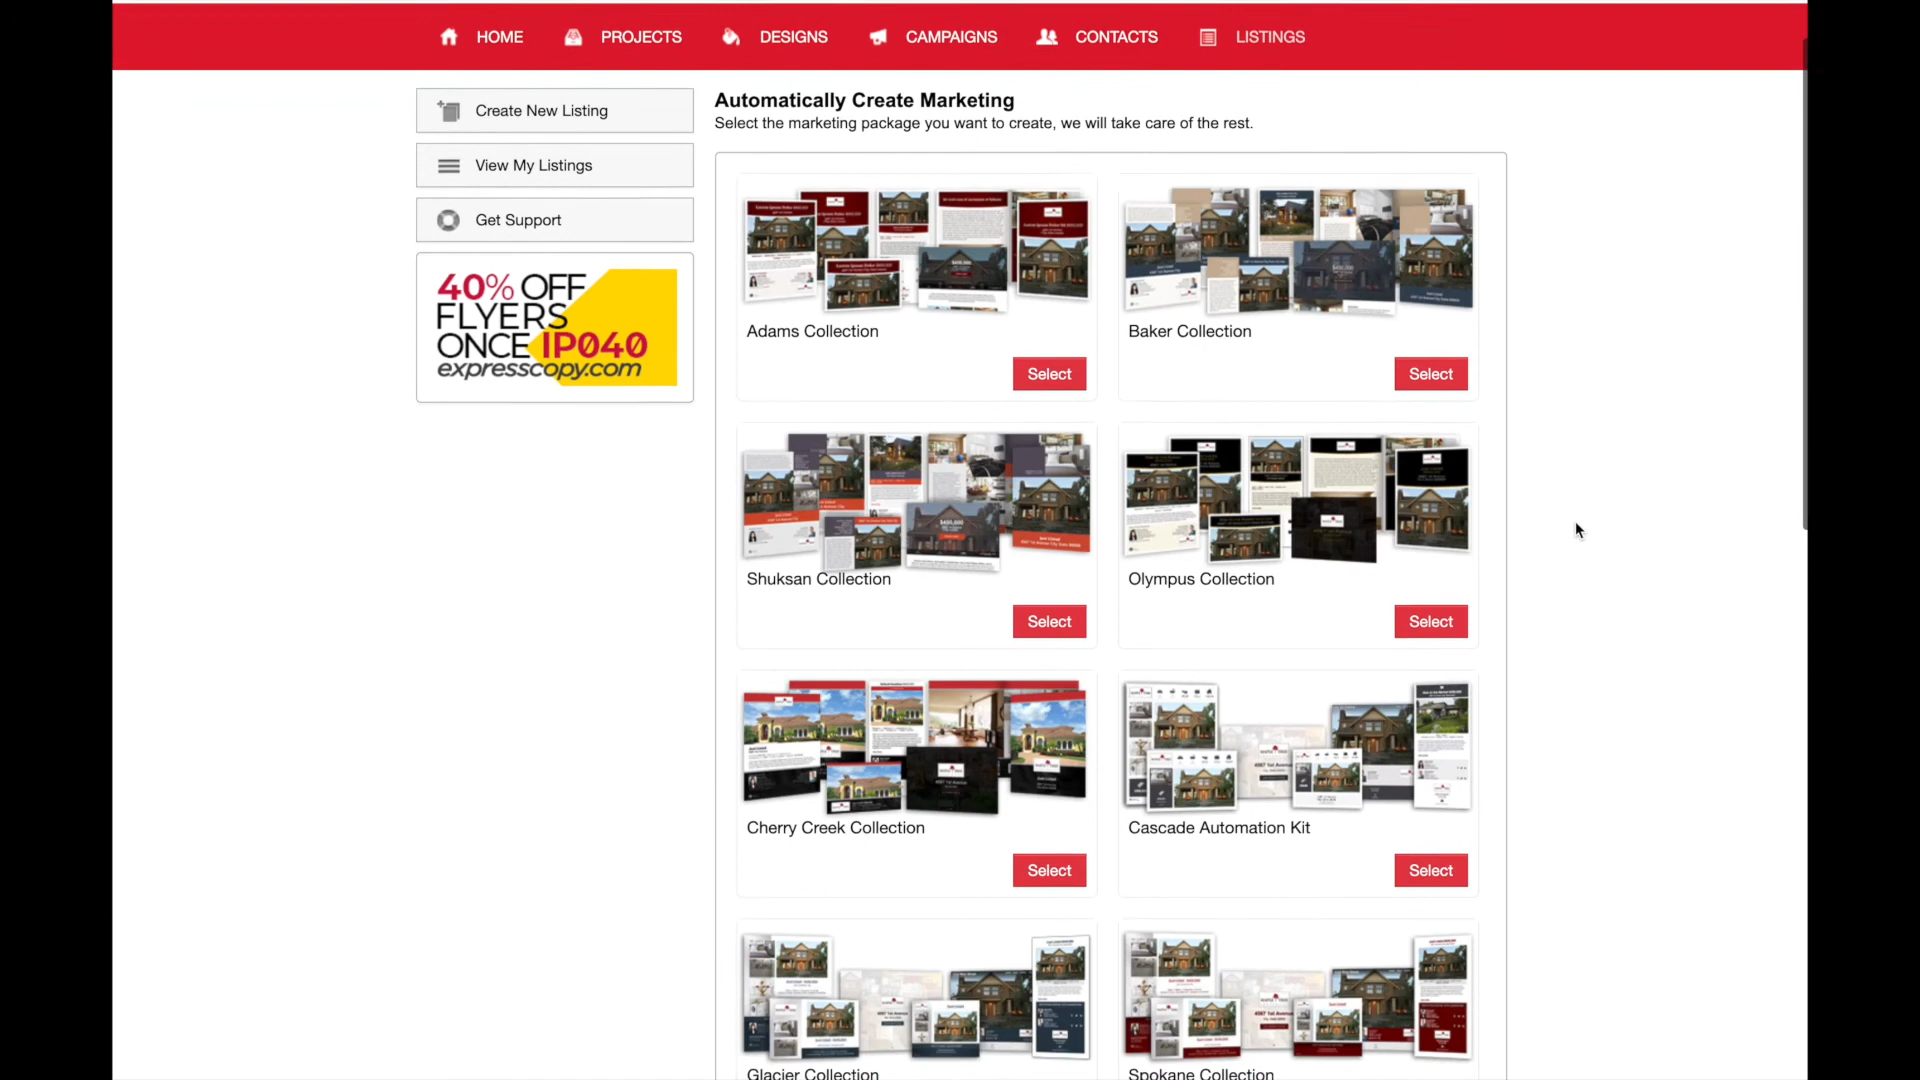 HOME PROJECTS DESIGNS CAMPAIGNS CONTACTS LISTINGS
Create New Listing
View My Listings
Get Support
40% OFF
FLYERS
ONCE IP040
expresscopy.com
Automatically Create Marketing
Select the marketing package you want to create, we will take care of the rest.
Adams Collection
Select
Baker Collection
Select
Shuksan Collection
Select
Olympus Collection
Select
Cherry Creek Collection
Select
Cascade Automation Kit
Select
Glacier Collection
Spokane Collection